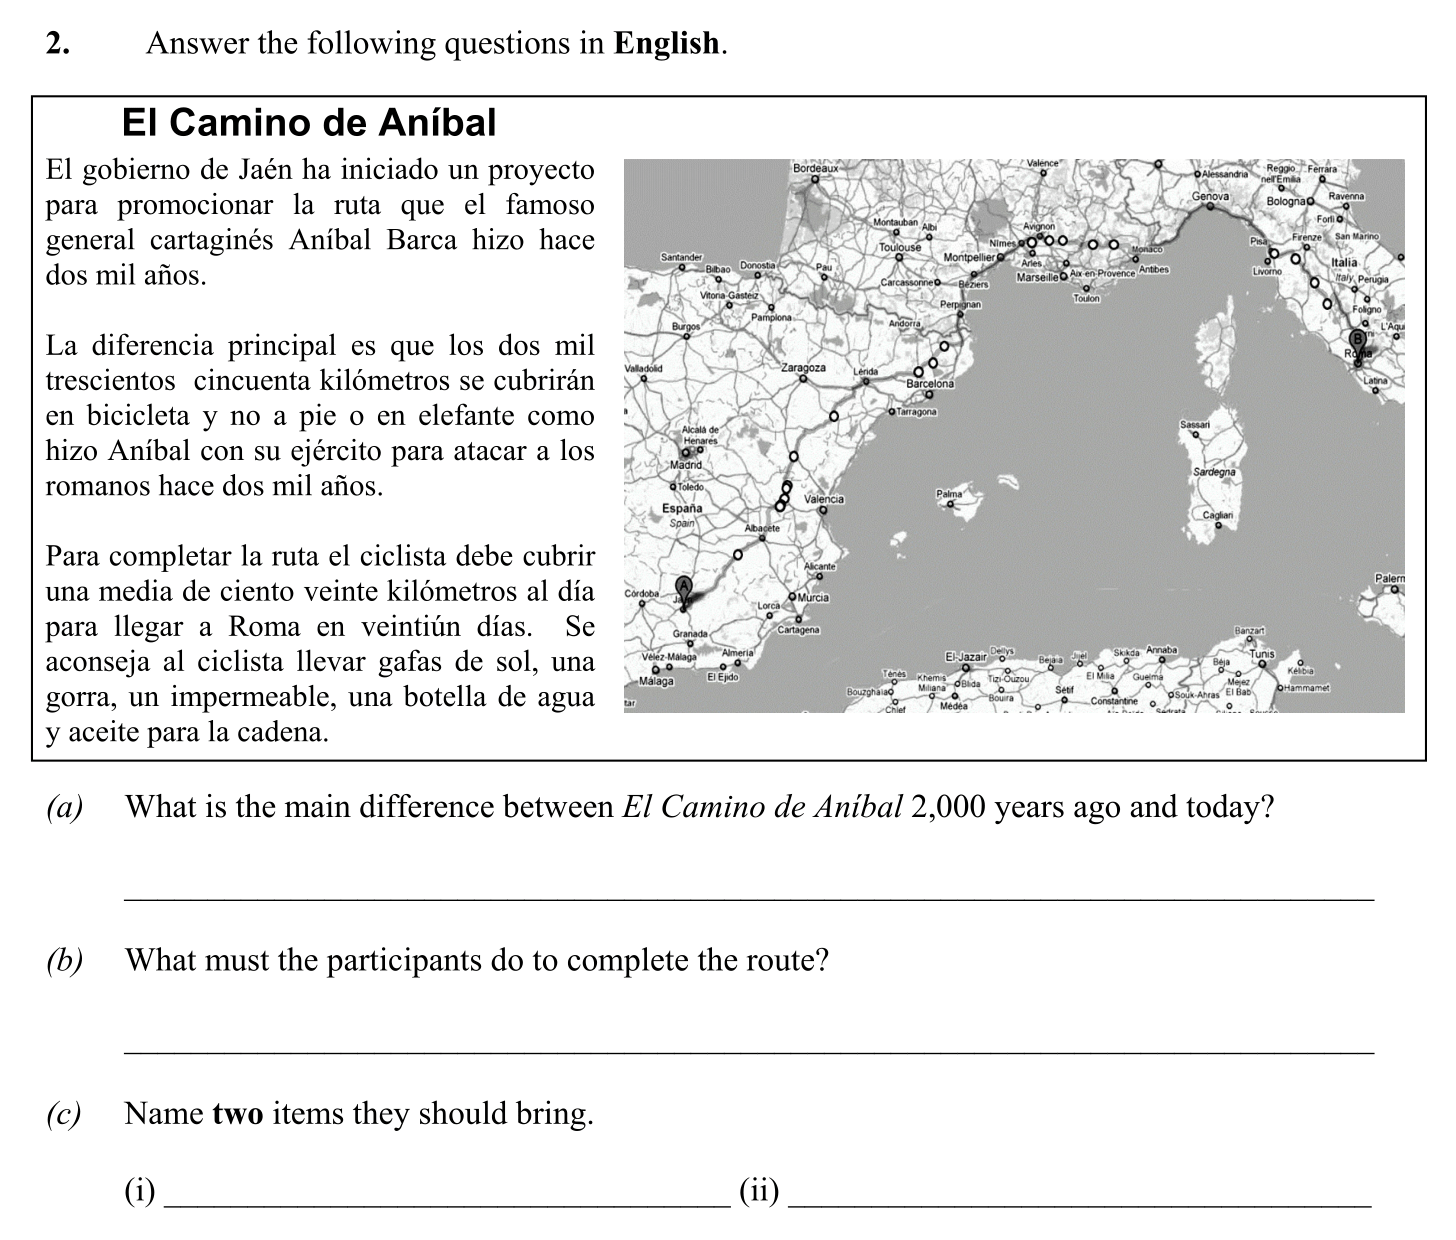 2. Answer the following questions in English.
El Camino de Aníbal
El gobierno de Jaén ha iniciado un proyecto
para promocionar la ruta que el famoso
general cartaginés Aníbal Barca hizo hace
dos mil años.
La diferencia principal es que los dos mil
trescientos cincuenta kilómetros se cubrirán
en bicicleta y no a pie o en elefante como
hizo Aníbal con su ejército para atacar a los
romanos hace dos mil años.
Para completar la ruta el ciclista debe cubrir
una media de ciento veinte kilómetros al día
para llegar a Roma en veintiún días. Se
aconseja al ciclista llevar gafas de sol, una
gorra, un impermeable, una botella de agua
y aceite para la cadena.
Bordeaux
Valence
Alessandria
Reggio
nell'Emilia
Ferrara
Genova
Bologna
Ravenna
Montauban
Albi
Avignon
Forlì
Toulouse
Nîmes
Pisa
Firenze
San Marino
Santander
Bilbao
Donostia
Pau
Montpellier
Arles
Monaco
Livorno
Italia
Italy
Perugia
Carcassonne
Béziers
Marseille
Aix-en-Provence
Antibes
Vitoria-Gasteiz
Pamplona
Perpignan
Toulon
Foligno
Burgos
Andorra
B
L'Aqu
Roma
Valladolid
Zaragoza
Lérida
Barcelona
Latina
Tarragona
Alcalá de
Henares
Madrid
Sassari
Toledo
Sardegna
España
Spain
Valencia
Palma
Cagliari
Albacete
A
Alicante
Palerm
Córdoba
Lorca
Murcia
Granada
Cartagena
Banzart
Vélez-Málaga
Almería
El-Jazair
Dellys
Bejaïa
Jijel
Skikda
Annaba
Tunis
Málaga
El Ejido
Ténès
Khemis
Miliana
Blida
Tizi-Ouzou
El Milia
Guelma
Béja
Mejez
El Bab
Kélibia
Bouzghaia
Bouira
Sétif
Souk-Ahras
Hammamet
tar
Chlef
Médéa
Constantine
(a) What is the main difference between El Camino de Aníbal 2,000 years ago and today?
(b) What must the participants do to complete the route?
(c) Name two items they should bring.
(i) (ii)